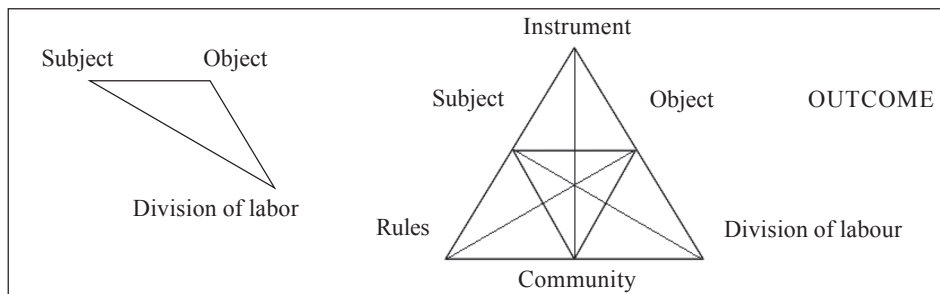 Instrument
Subject Object
Subject Object OUTCOME
Division of labor
Rules Division of labour
Community